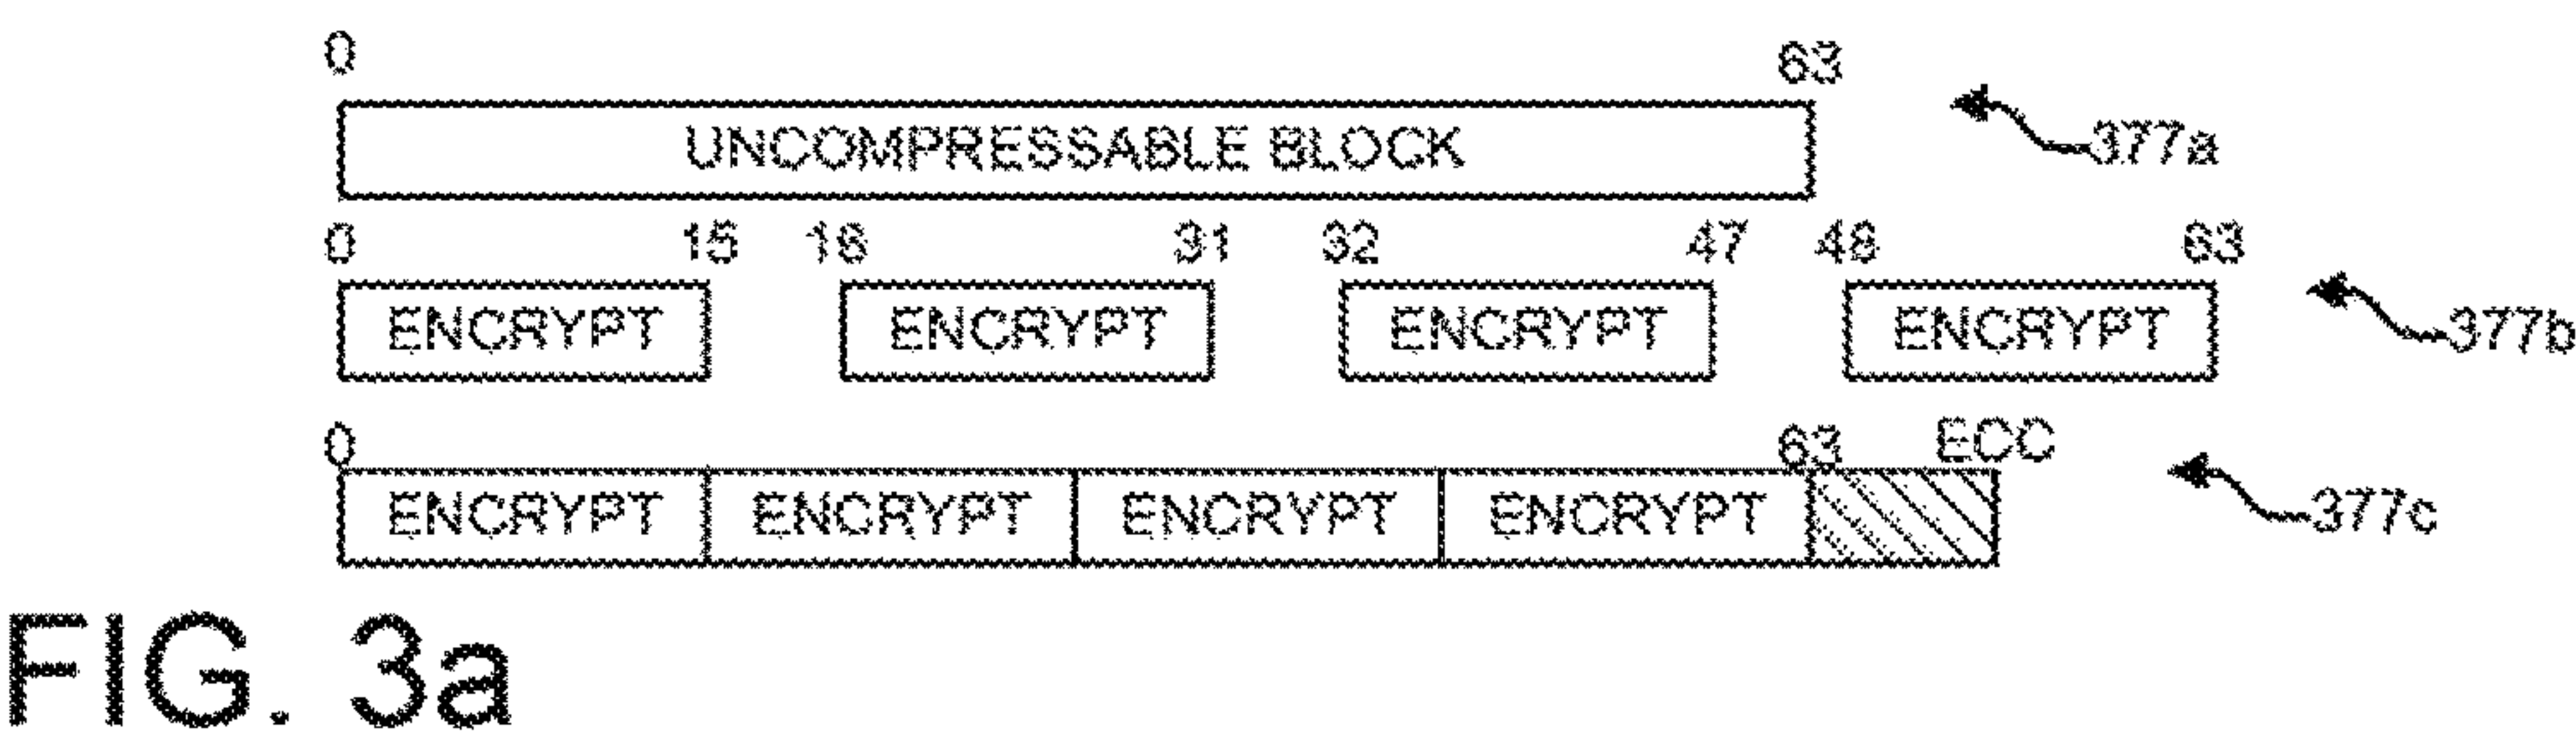 0 63
UNCOMPRESSABLE BLOCK 377a
0 15 16 31 32 47 48 63
ENCRYPT ENCRYPT ENCRYPT ENCRYPT 377b
0 63 ECC
ENCRYPT ENCRYPT ENCRYPT ENCRYPT 377c
FIG. 3a